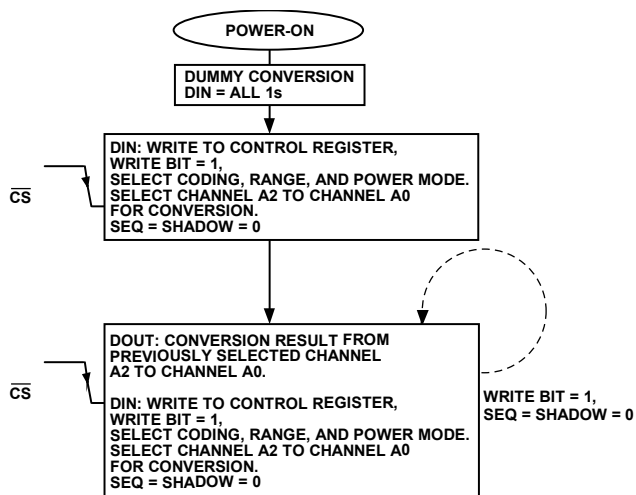 POWER-ON
DUMMY CONVERSION
DIN = ALL 1s
DIN: WRITE TO CONTROL REGISTER,
WRITE BIT = 1,
SELECT CODING, RANGE, AND POWER MODE.
SELECT CHANNEL A2 TO CHANNEL A0
FOR CONVERSION.
SEQ = SHADOW = 0
CS
DOUT: CONVERSION RESULT FROM
PREVIOUSLY SELECTED CHANNEL
A2 TO CHANNEL A0.
DIN: WRITE TO CONTROL REGISTER,
WRITE BIT = 1,
SELECT CODING, RANGE, AND POWER MODE.
SELECT CHANNEL A2 TO CHANNEL A0
FOR CONVERSION.
SEQ = SHADOW = 0
CS
WRITE BIT = 1,
SEQ = SHADOW = 0